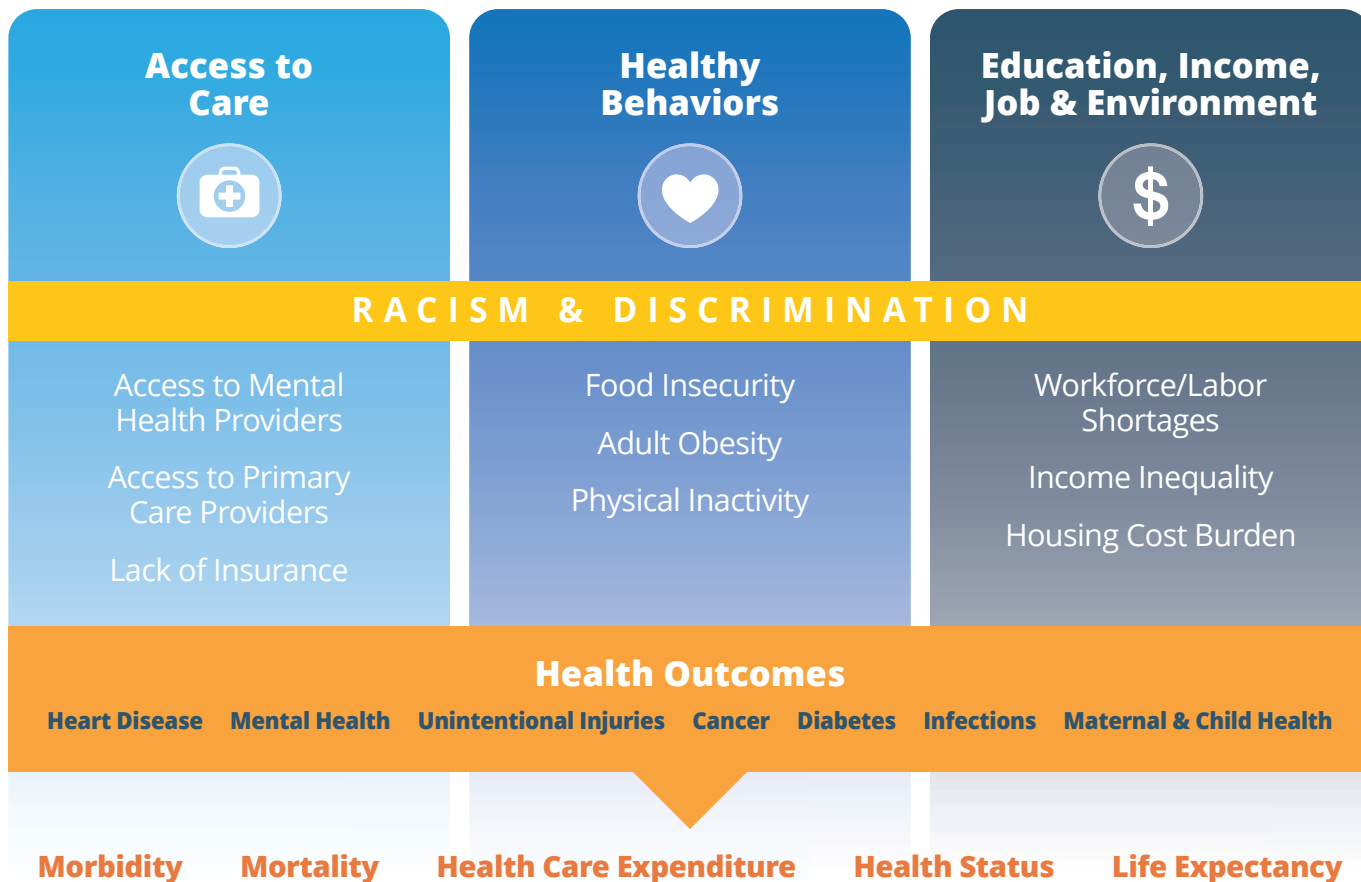 Access to
Care
Healthy
Behaviors
Education, Income,
Job & Environment
$
RACISM & DISCRIMINATION
Access to Mental
Health Providers
Access to Primary
Care Providers
Lack of Insurance
Food Insecurity
Adult Obesity
Physical Inactivity
Workforce/Labor
Shortages
Income Inequality
Housing Cost Burden
Health Outcomes
Heart Disease Mental Health Unintentional Injuries Cancer Diabetes Infections Maternal & Child Health
Morbidity Mortality Health Care Expenditure Health Status Life Expectancy